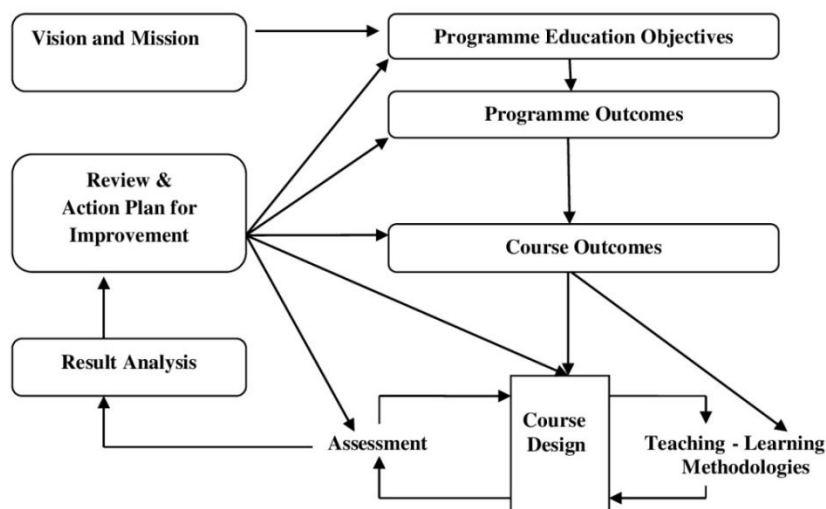 Vision and Mission
Programme Education Objectives
Programme Outcomes
Review &
Action Plan for
Improvement
Course Outcomes
Result Analysis
Assessment
Course
Design
Teaching - Learning
Methodologies